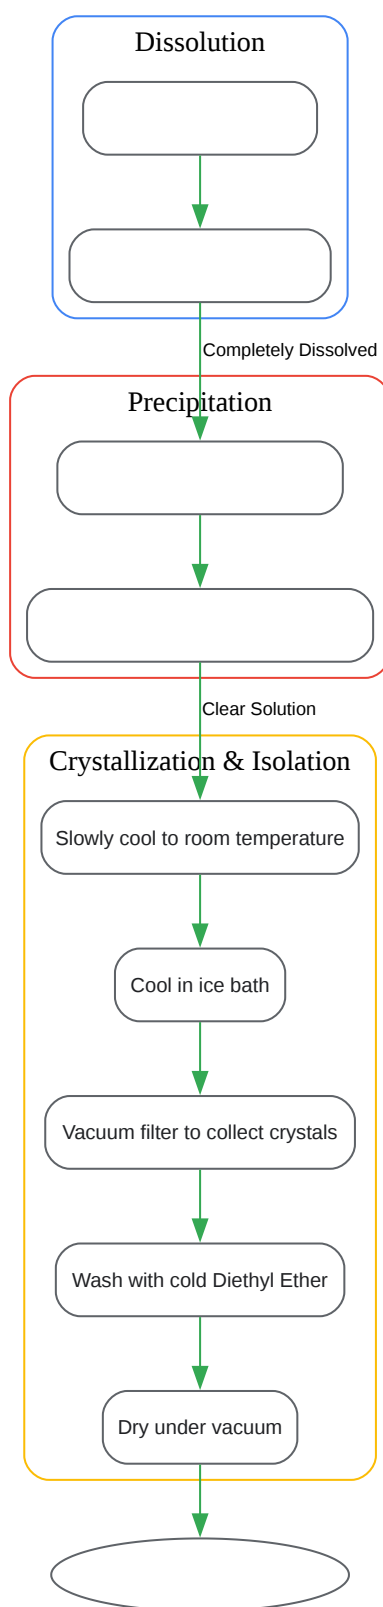 Dissolution
Completely Dissolved
Precipitation
Clear Solution
Crystallization & Isolation
Slowly cool to room temperature
Cool in ice bath
Vacuum filter to collect crystals
Wash with cold Diethyl Ether
Dry under vacuum